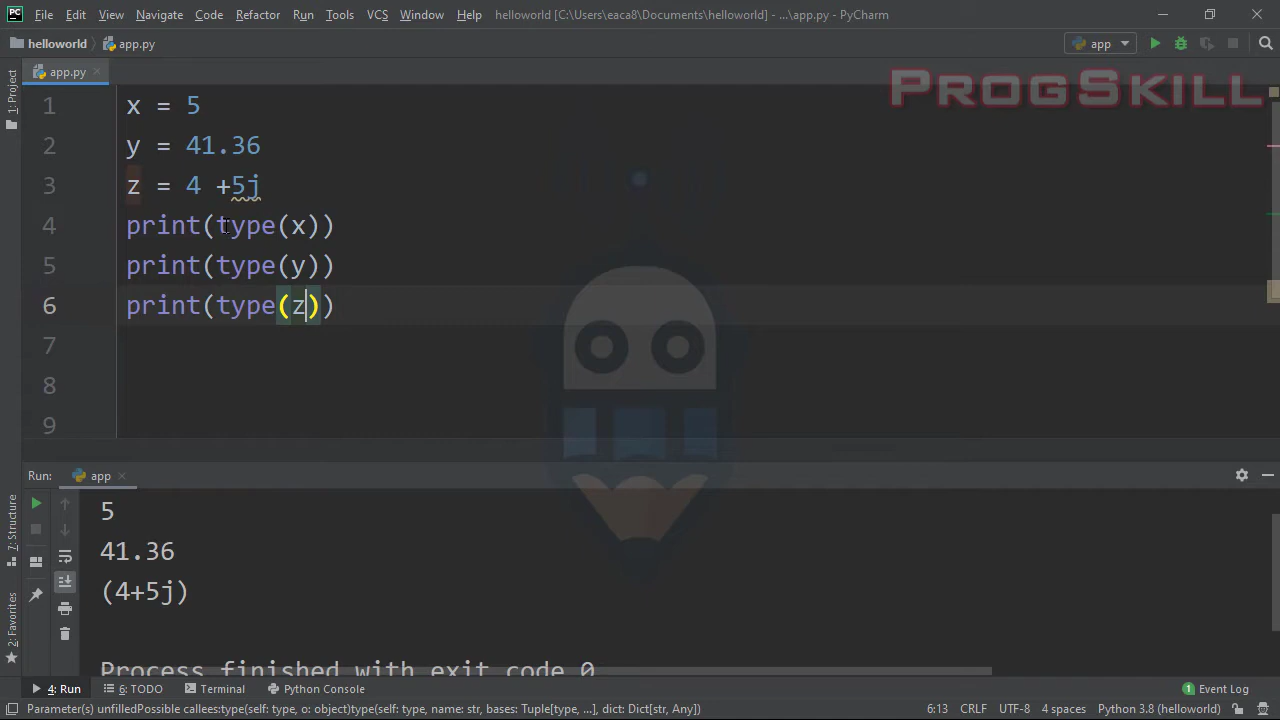 PC File Edit View Navigate Code Refactor Run Tools VCS Window Help helloworld [C:\Users\eaca8\Documents\helloworld] - ...\app.py - PyCharm
helloworld app.py app
app.py
PROGSKILL
1: Project
1 x = 5
2 y = 41.36
3 z = 4 +5j
4 print(type(x))
5 print(type(y))
6 print(type(z))
7
8
9
Run: app
7: Structure
2: Favorites
5
41.36
(4+5j)
Process finished with exit code 0
4: Run 6: TODO Terminal Python Console 1 Event Log
Parameter(s) unfilledPossible callees:type(self: type, o: object)type(self: type, name: str, bases: Tuple[type, ...], dict: Dict[str, Any]) 6:13 CRLF UTF-8 4 spaces Python 3.8 (helloworld)